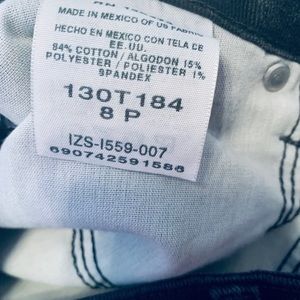 MADE IN MEXICO OF US FABRIC
HECHO EN MEXICO CON TELA DE
EE.UU.
84% COTTON / ALGODON 15%
POLYESTER / POLIESTER 1%
SPANDEX
130T184
8 P
IZS-I559-007
690742591586